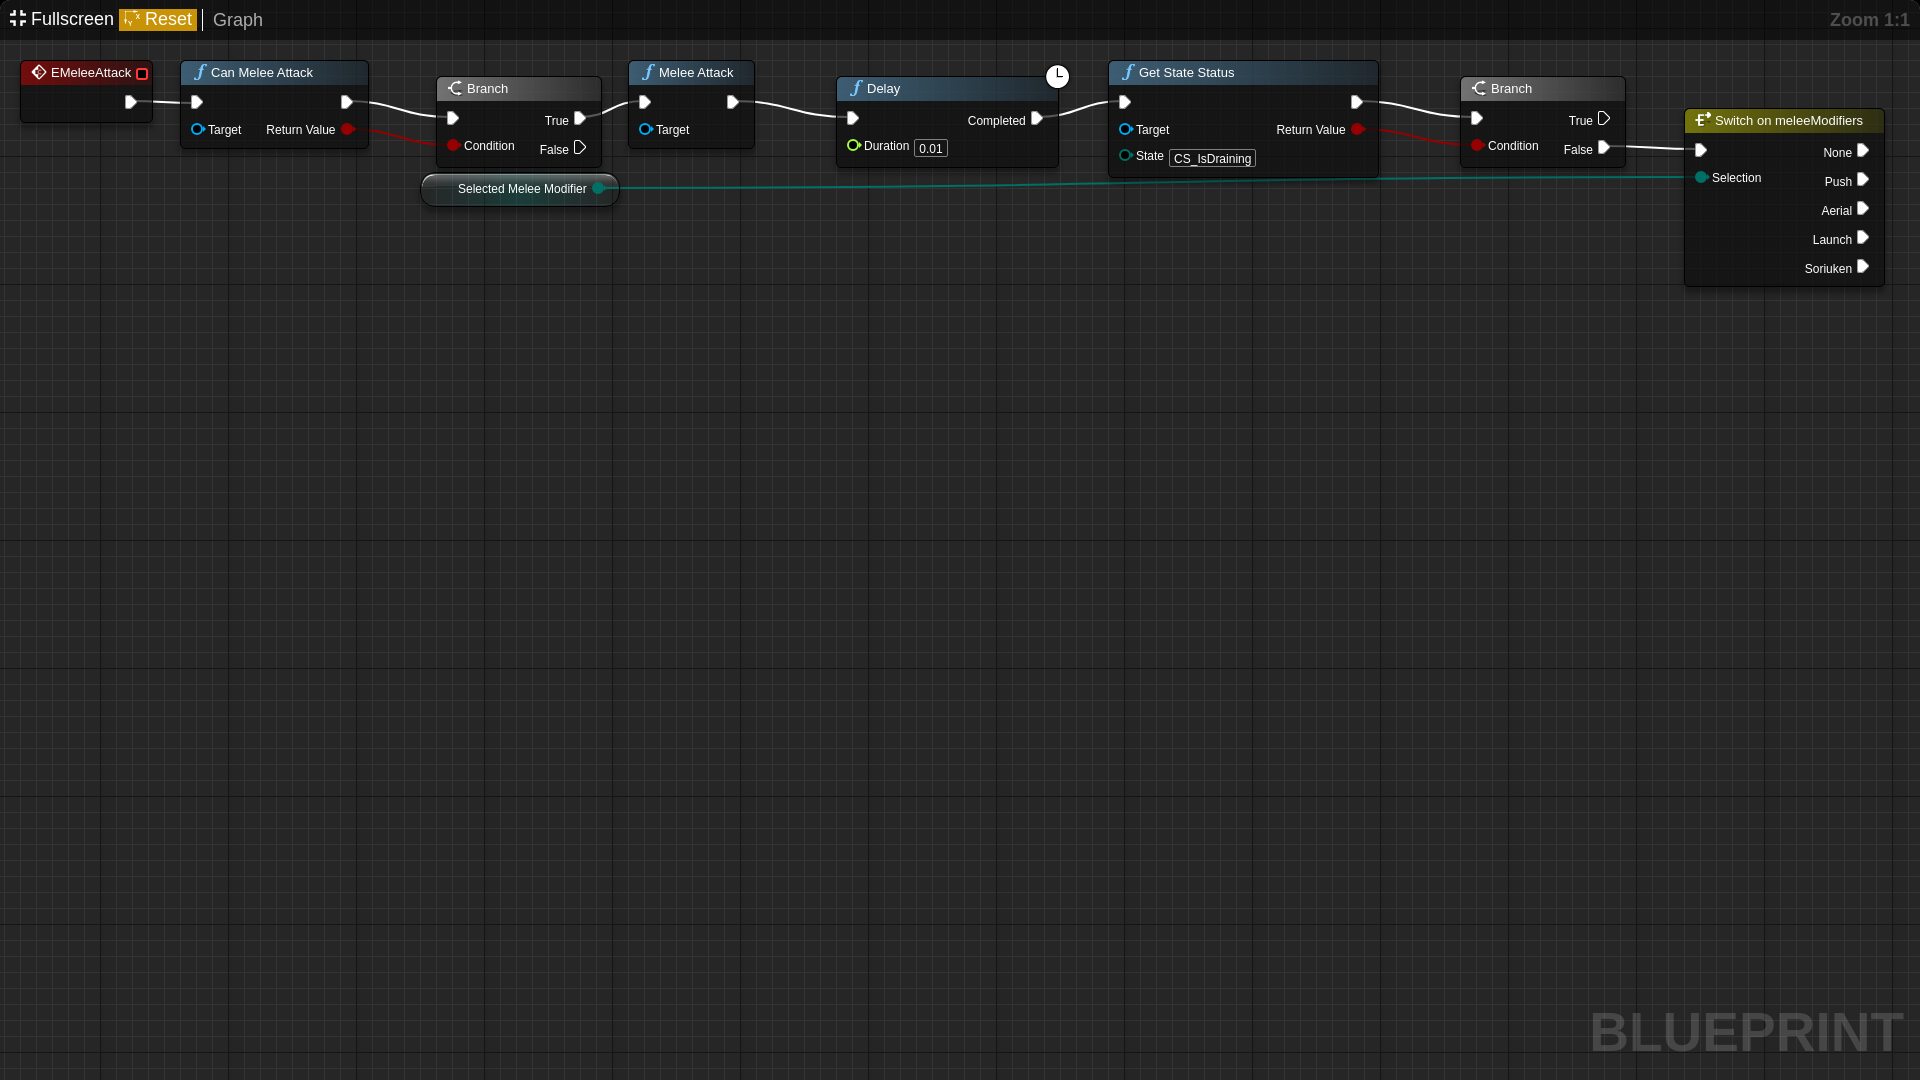 Fullscreen Reset Graph Zoom 1:1
EMeleeAttack
Can Melee Attack
Target Return Value
Branch
True
Condition
False
Selected Melee Modifier
Melee Attack
Target
Delay
Completed
Duration 0.01
Get State Status
Target Return Value
State CS_IsDraining
Branch
True
Condition
False
Switch on meleeModifiers
None
Selection
Push
Aerial
Launch
Soriuken
BLUEPRINT